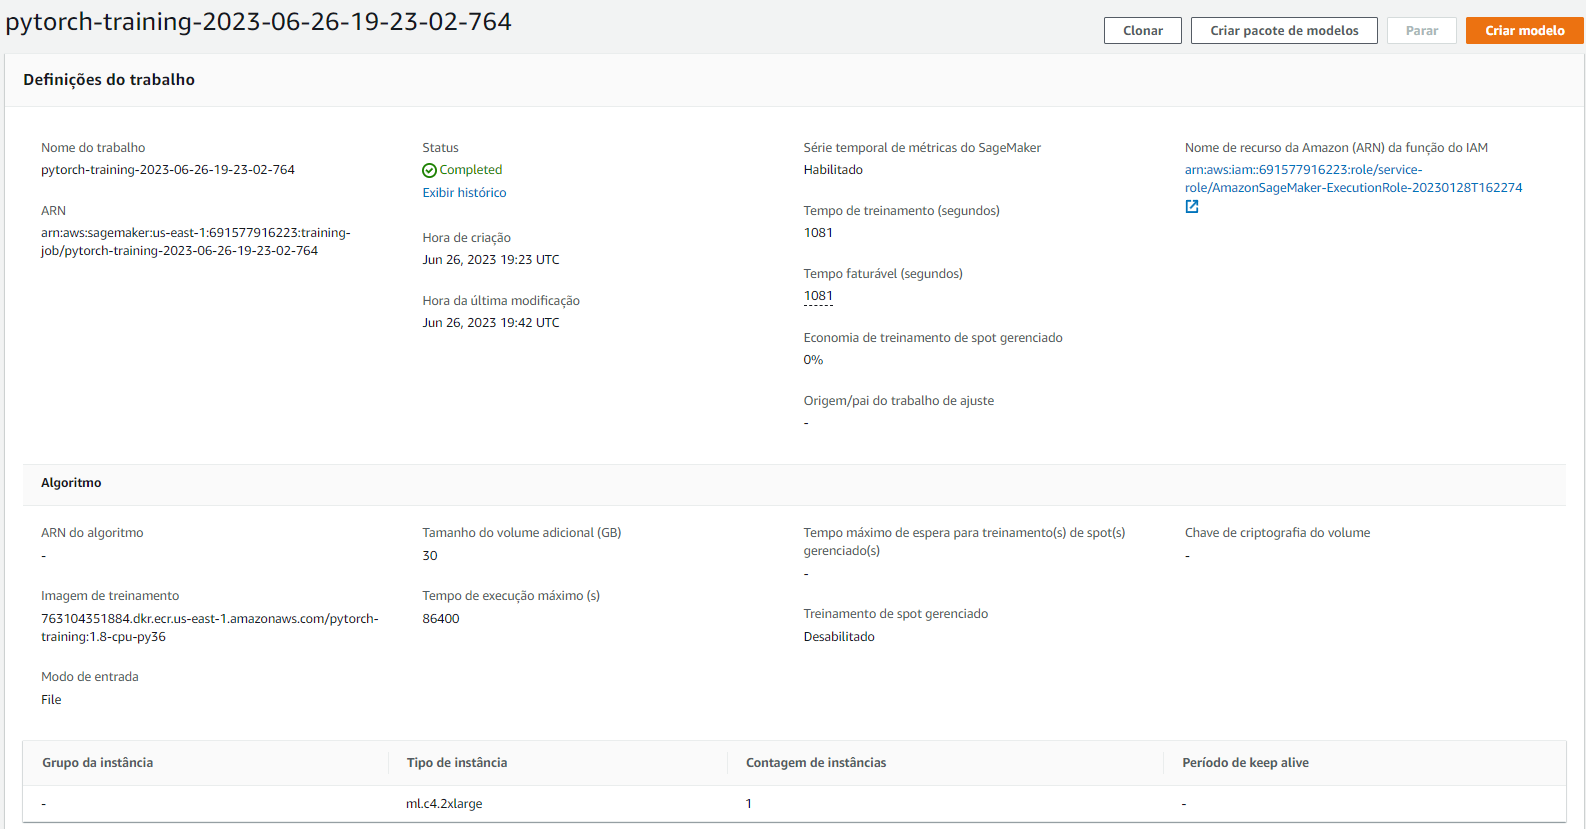 pytorch-training-2023-06-26-19-23-02-764
Clonar
Criar pacote de modelos
Parar
Criar modelo
Definições do trabalho
Nome do trabalho
pytorch-training-2023-06-26-19-23-02-764
ARN
arn:aws:sagemaker:us-east-1:691577916223:training-
job/pytorch-training-2023-06-26-19-23-02-764
Status
Completed
Exibir histórico
Hora de criação
Jun 26, 2023 19:23 UTC
Hora da última modificação
Jun 26, 2023 19:42 UTC
Série temporal de métricas do SageMaker
Habilitado
Tempo de treinamento (segundos)
1081
Tempo faturável (segundos)
1081
Economia de treinamento de spot gerenciado
0%
Origem/pai do trabalho de ajuste
-
Nome de recurso da Amazon (ARN) da função do IAM
arn:aws:iam::691577916223:role/service-
role/AmazonSageMaker-ExecutionRole-20230128T162274
Algoritmo
ARN do algoritmo
-
Imagem de treinamento
763104351884.dkr.ecr.us-east-1.amazonaws.com/pytorch-
training:1.8-cpu-py36
Modo de entrada
File
Tamanho do volume adicional (GB)
30
Tempo de execução máximo (s)
86400
Tempo máximo de espera para treinamento(s) de spot(s)
gerenciado(s)
-
Treinamento de spot gerenciado
Desabilitado
Chave de criptografia do volume
-
Grupo da instância
Tipo de instância
Contagem de instâncias
Período de keep alive
-
ml.c4.2xlarge
1
-